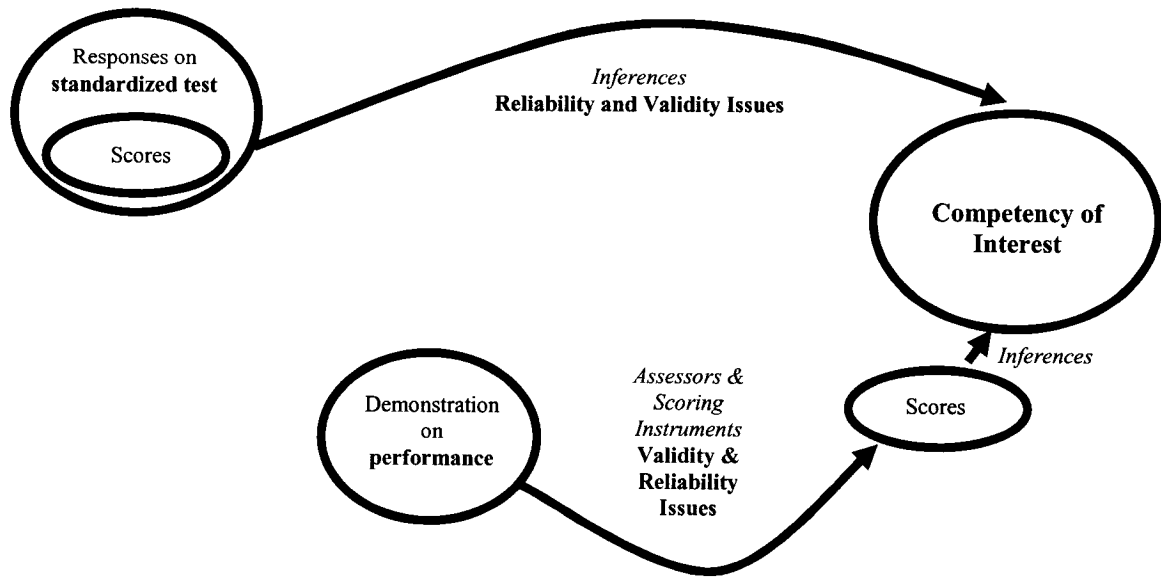 Responses on
standardized test
Scores
Inferences
Reliability and Validity Issues
Competency of
Interest
Demonstration
on
performance
Assessors &
Scoring
Instruments
Validity &
Reliability
Issues
Scores
Inferences